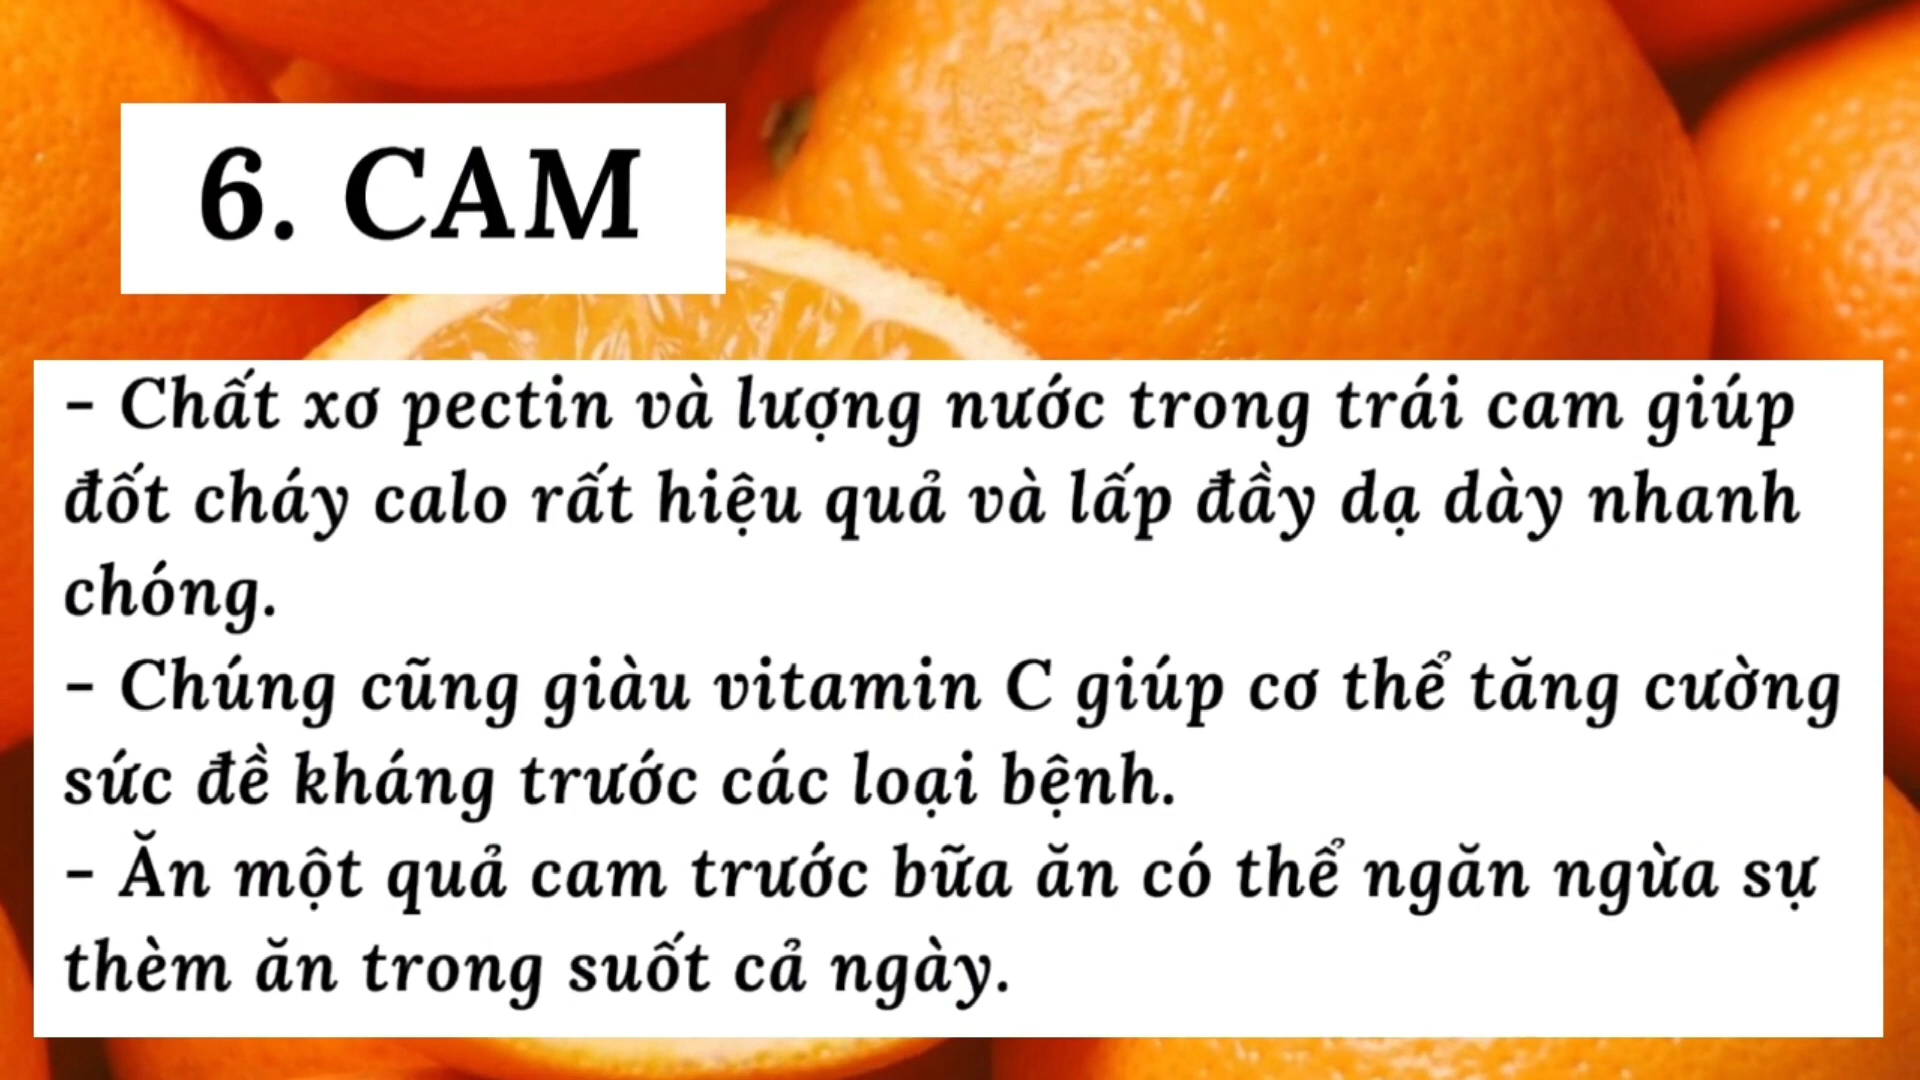 6. CAM
- Chất xơ pectin và lượng nước trong trái cam giúp
đốt cháy calo rất hiệu quả và lấp đầy dạ dày nhanh
chóng.
- Chúng cũng giàu vitamin C giúp cơ thể tăng cường
sức đề kháng trước các loại bệnh.
- Ăn một quả cam trước bữa ăn có thể ngăn ngừa sự
thèm ăn trong suốt cả ngày.